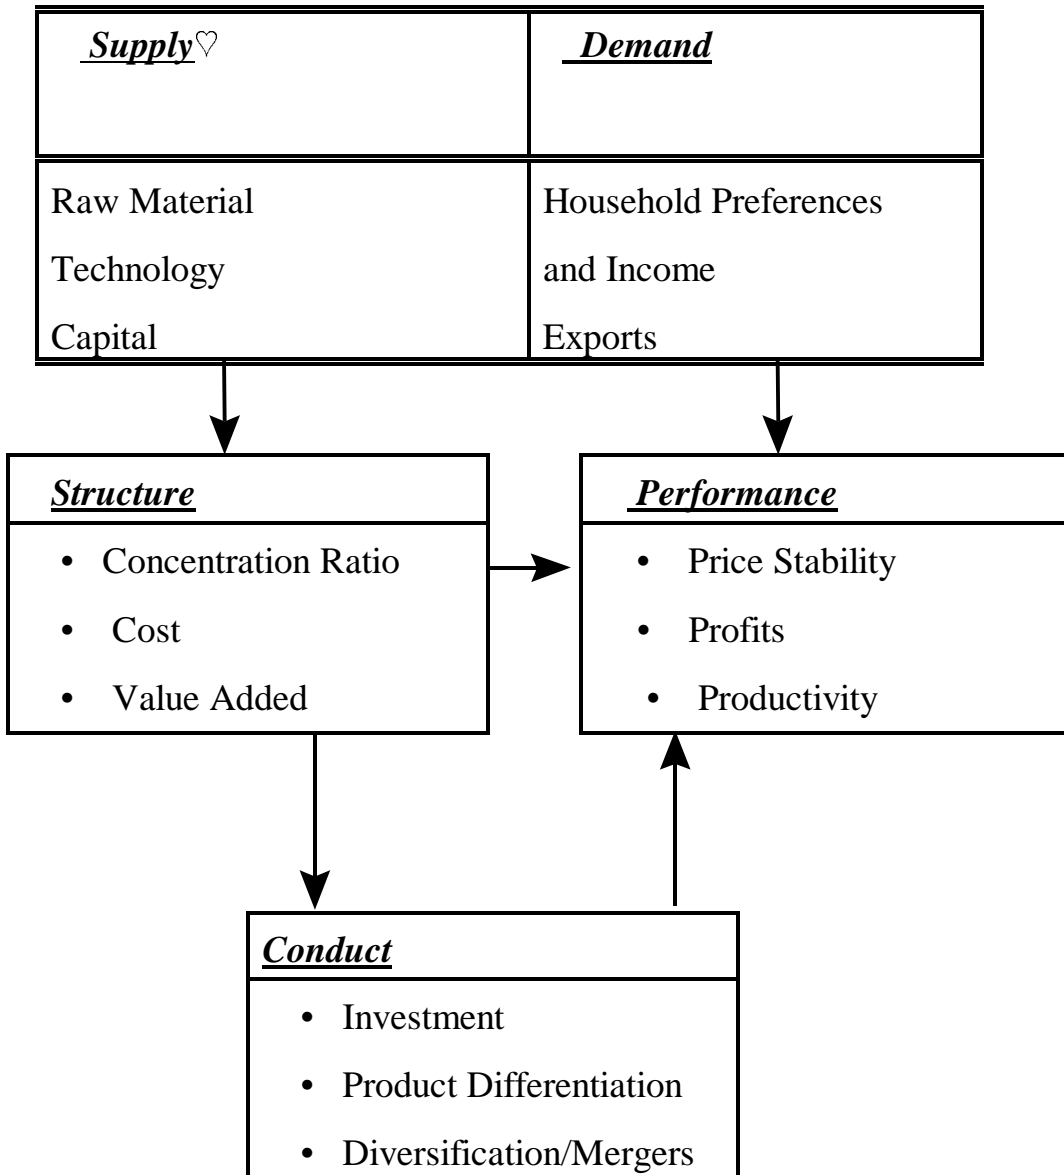 Supply♡
Demand
Raw Material
Technology
Capital
Household Preferences
and Income
Exports
Structure
• Concentration Ratio
• Cost
• Value Added
Performance
• Price Stability
• Profits
• Productivity
Conduct
• Investment
• Product Differentiation
• Diversification/Mergers